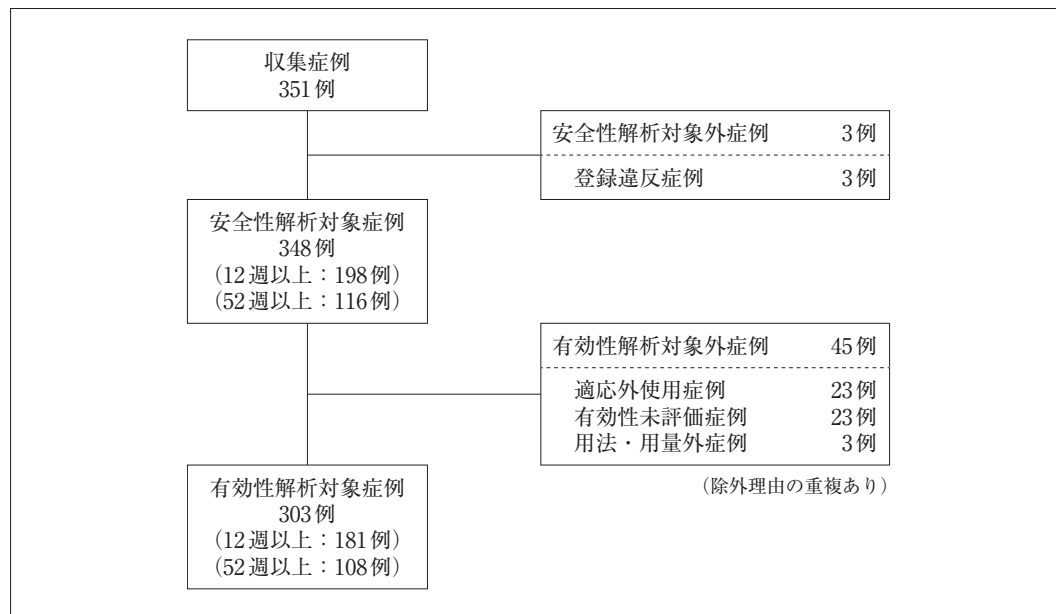 収集症例
351例
安全性解析対象外症例 3例
登録違反症例 3例
安全性解析対象症例
348例
（12週以上：198例）
（52週以上：116例）
有効性解析対象外症例 45例
適応外使用症例 23例
有効性未評価症例 23例
用法・用量外症例 3例
（除外理由の重複あり）
有効性解析対象症例
303例
（12週以上：181例）
（52週以上：108例）